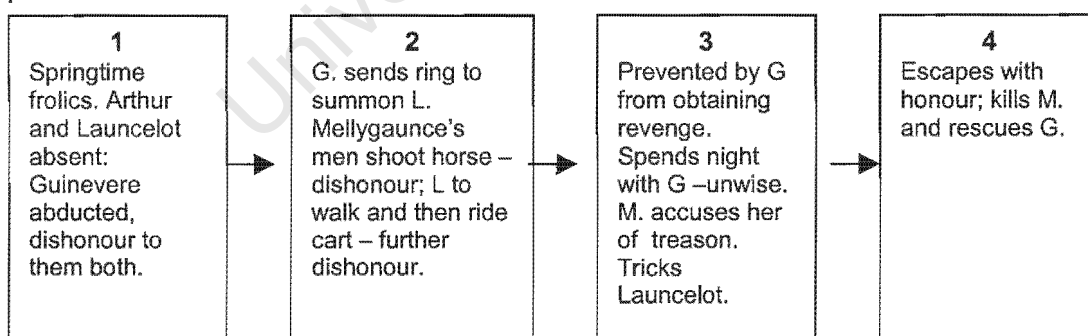 1
Springtime
frolics. Arthur
and Launcelot
absent:
Guinevere
abducted,
dishonour to
them both.
2
G. sends ring to
summon L.
Mellygaunce's
men shoot horse –
dishonour; L to
walk and then ride
cart – further
dishonour.
3
Prevented by G
from obtaining
revenge.
Spends night
with G –unwise.
M. accuses her
of treason.
Tricks
Launcelot.
4
Escapes with
honour; kills M.
and rescues G.